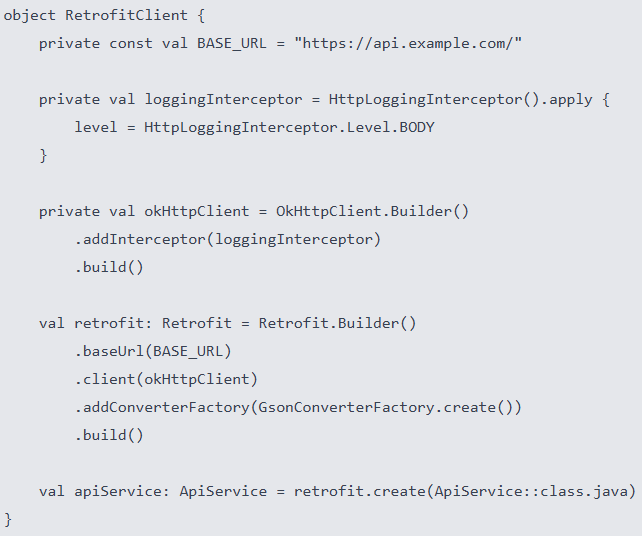 object RetrofitClient {
    private const val BASE_URL = "https://api.example.com/"

    private val loggingInterceptor = HttpLoggingInterceptor().apply {
        level = HttpLoggingInterceptor.Level.BODY
    }

    private val okHttpClient = OkHttpClient.Builder()
        .addInterceptor(loggingInterceptor)
        .build()

    val retrofit: Retrofit = Retrofit.Builder()
        .baseUrl(BASE_URL)
        .client(okHttpClient)
        .addConverterFactory(GsonConverterFactory.create())
        .build()

    val apiService: ApiService = retrofit.create(ApiService::class.java)
}